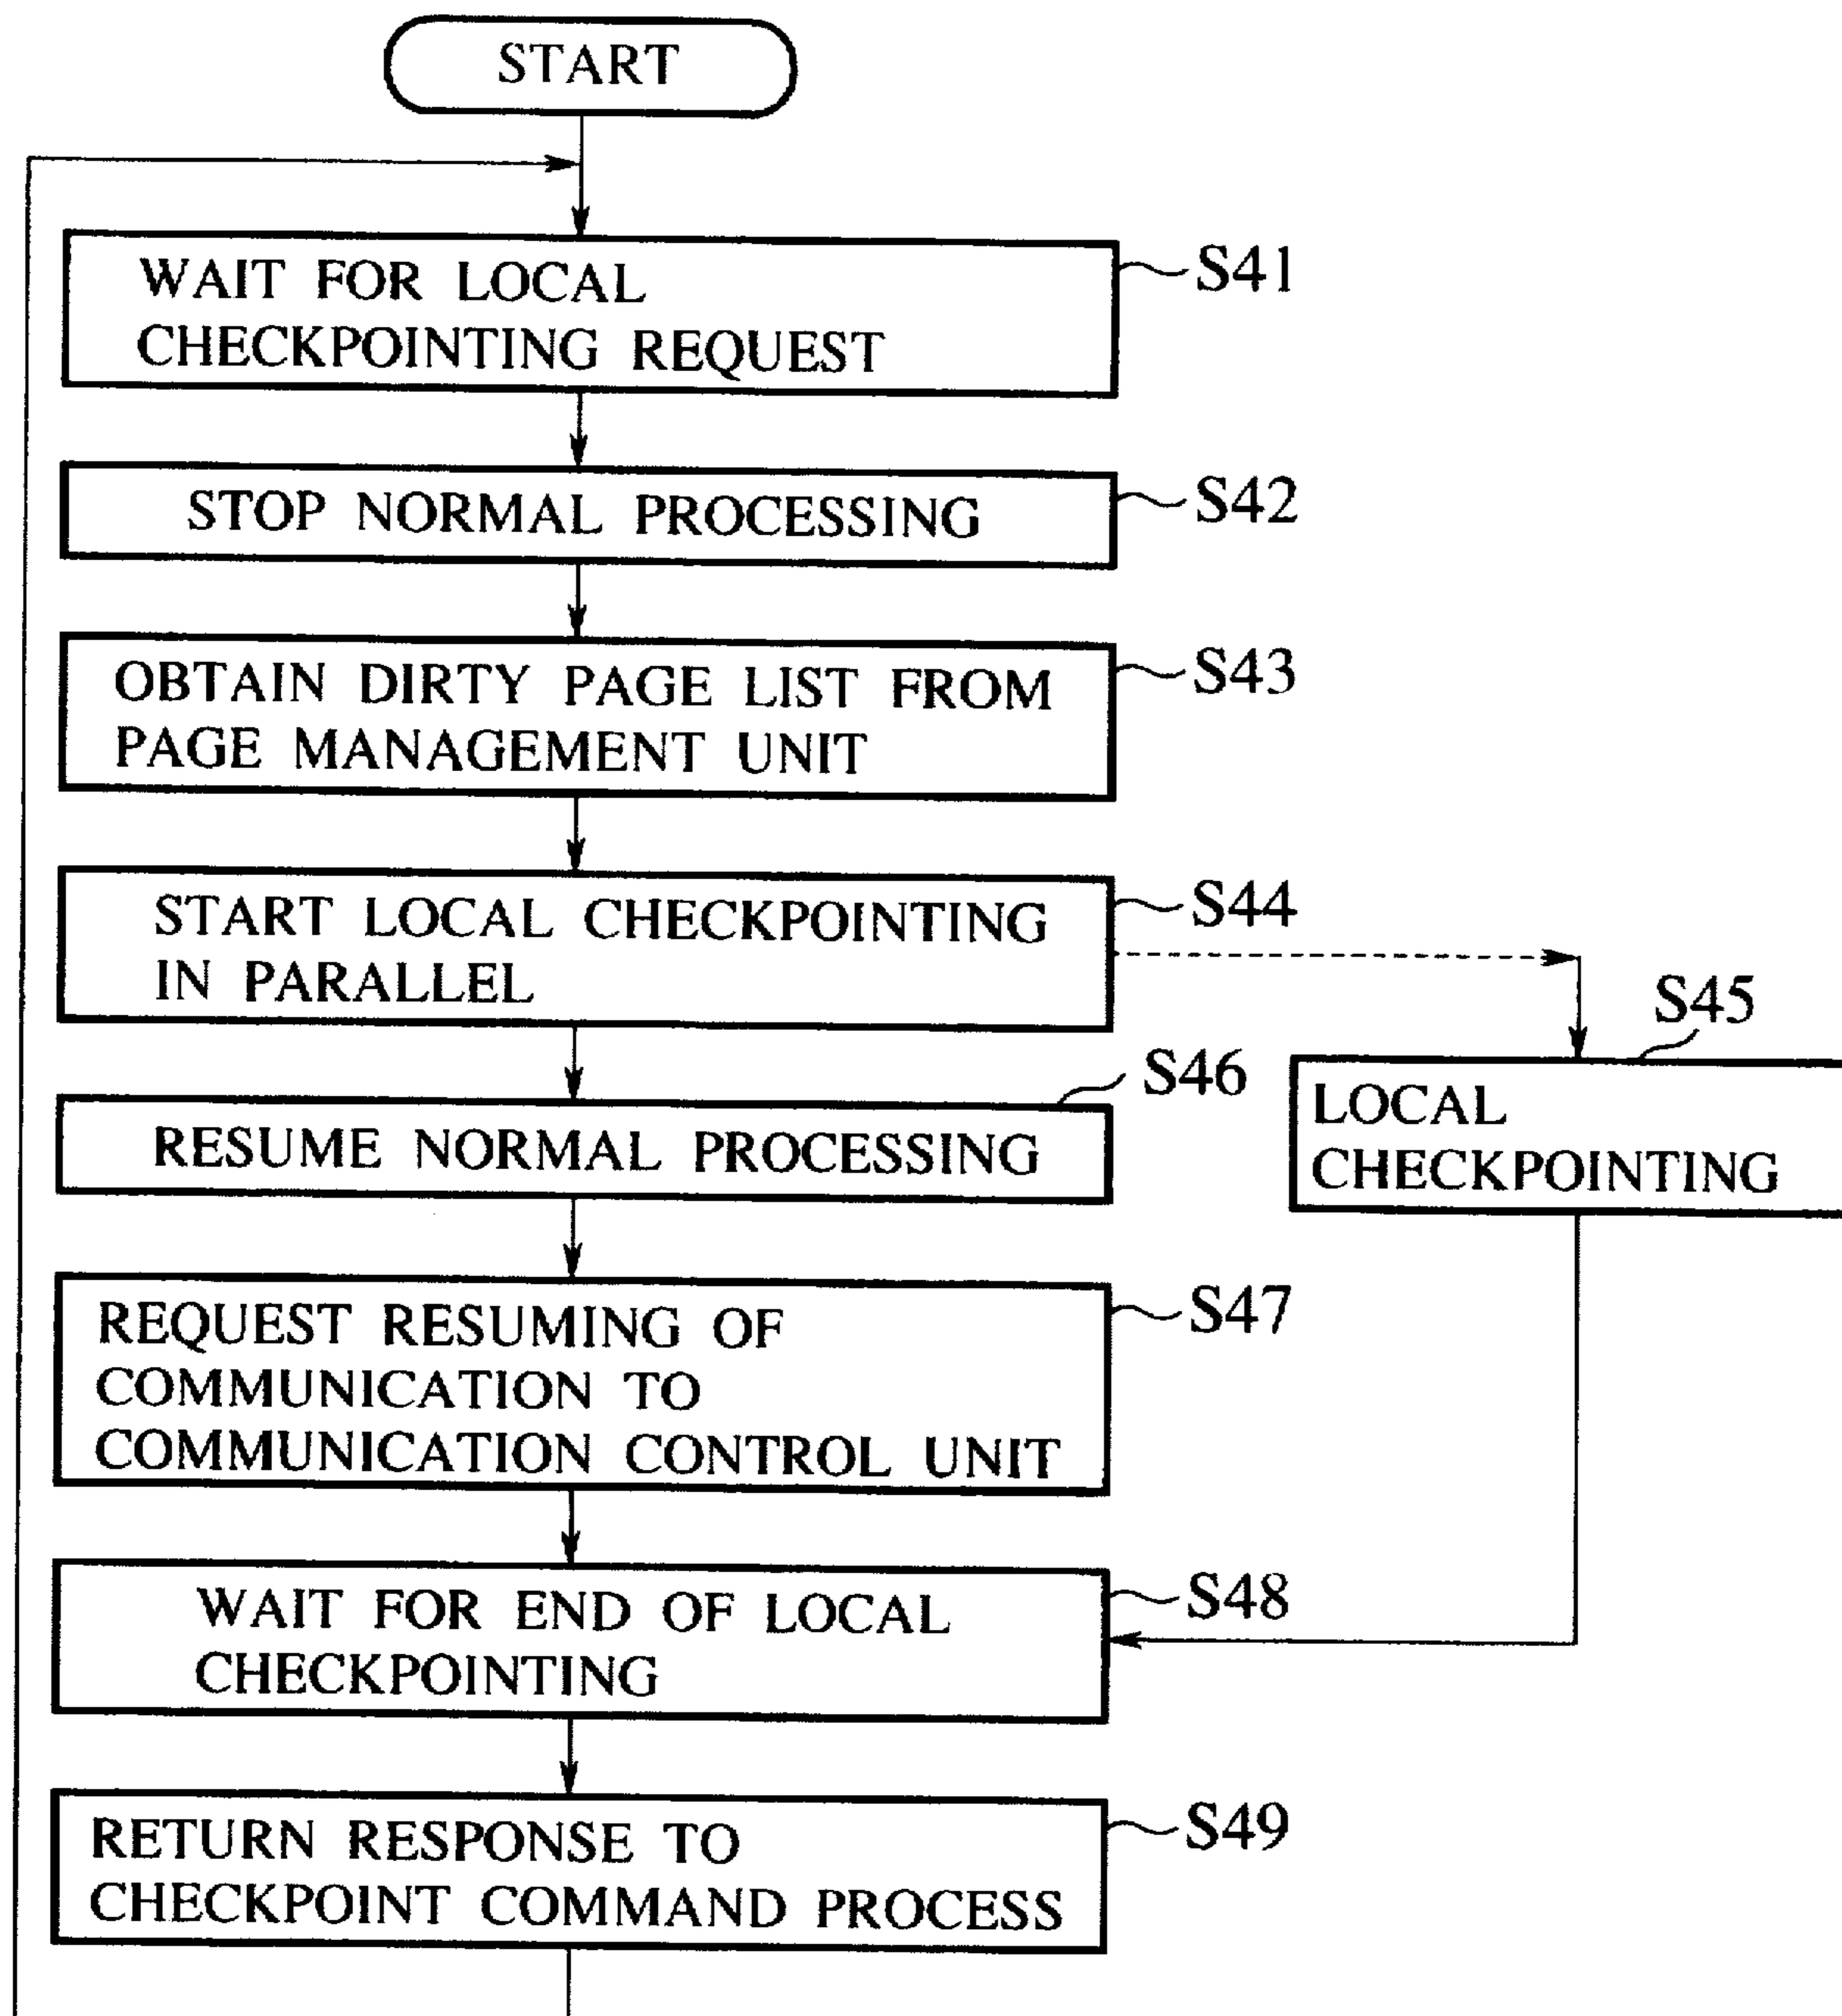 START
WAIT FOR LOCAL
CHECKPOINTING REQUEST
S41
STOP NORMAL PROCESSING
S42
OBTAIN DIRTY PAGE LIST FROM
PAGE MANAGEMENT UNIT
S43
START LOCAL CHECKPOINTING
IN PARALLEL
S44
S45
LOCAL
CHECKPOINTING
S46
RESUME NORMAL PROCESSING
REQUEST RESUMING OF
COMMUNICATION TO
COMMUNICATION CONTROL UNIT
S47
WAIT FOR END OF LOCAL
CHECKPOINTING
S48
RETURN RESPONSE TO
CHECKPOINT COMMAND PROCESS
S49